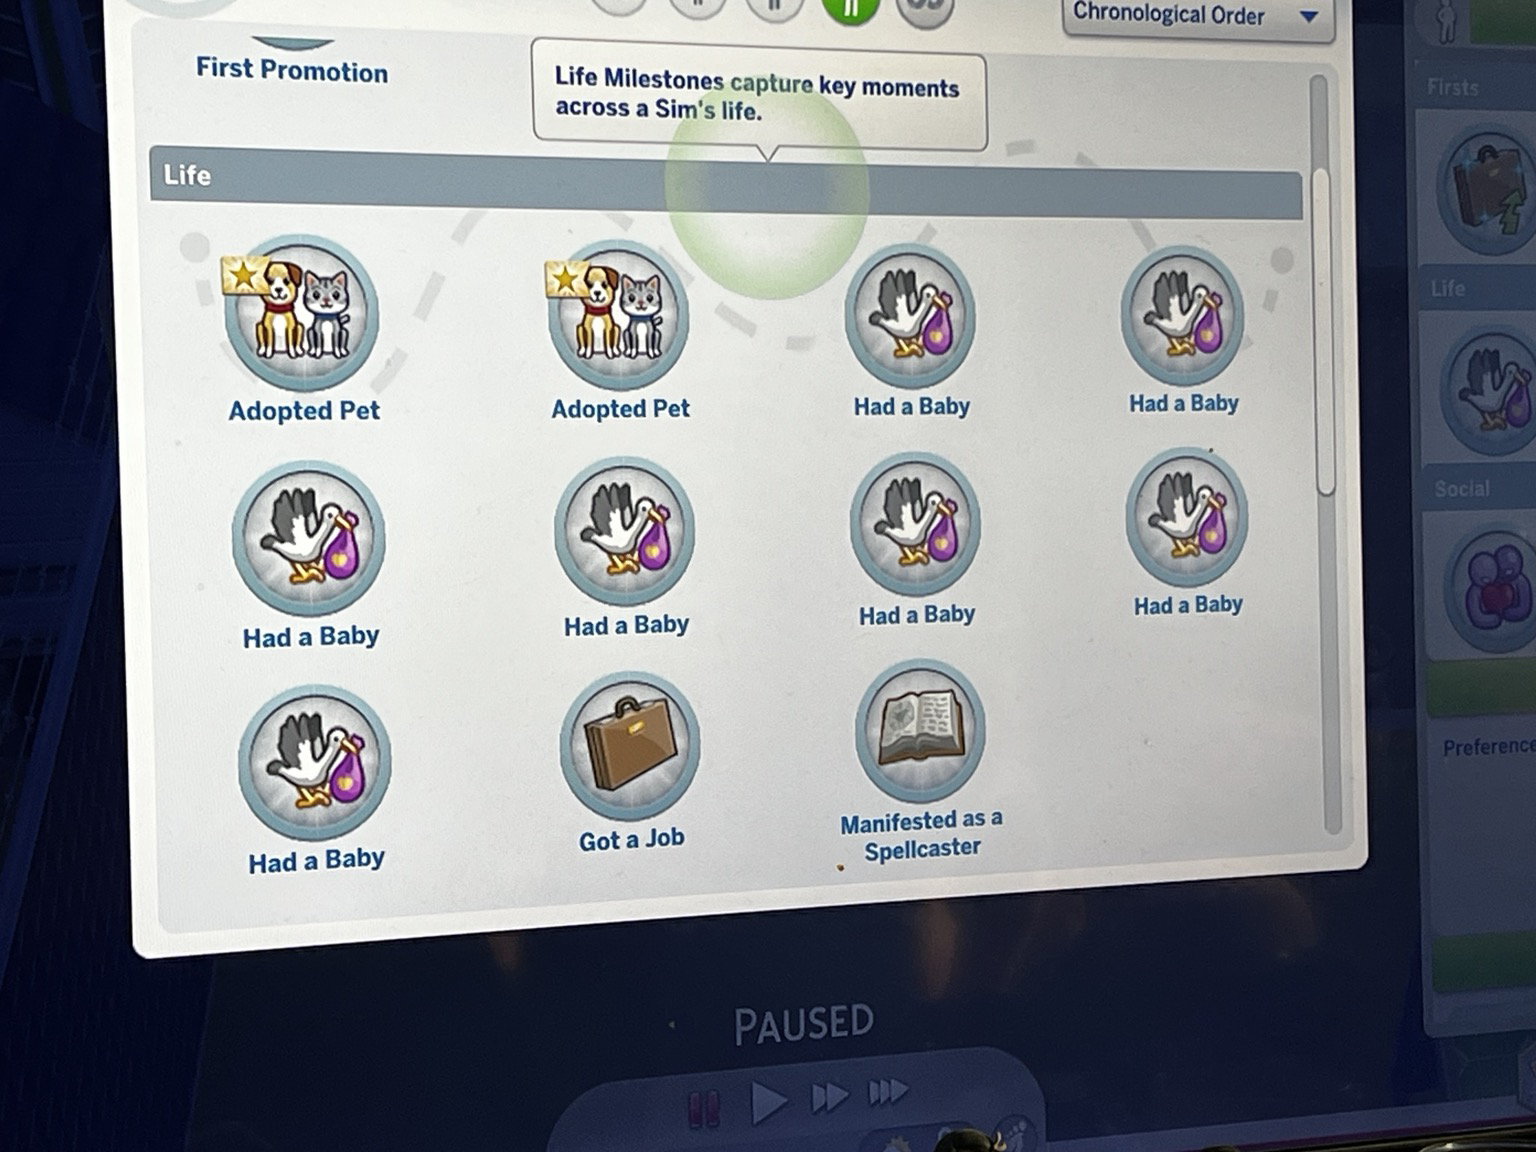 Chronological Order
First Promotion
Life Milestones capture key moments
across a Sim's life.
Life
Adopted Pet
Adopted Pet
Had a Baby
Had a Baby
Had a Baby
Had a Baby
Had a Baby
Had a Baby
Had a Baby
Got a Job
Manifested as a
Spellcaster
Firsts
Life
Social
Preference
PAUSED